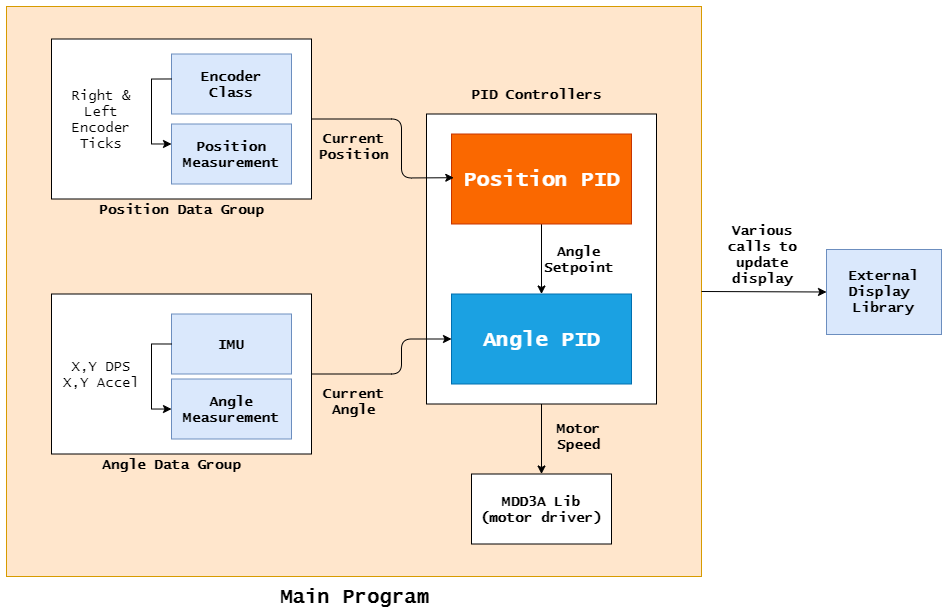 Encoder
Class
Right &
Left
Encoder
Ticks
Position
Measurement
Position Data Group
Current
Position
PID Controllers
Position PID
Angle
Setpoint
Angle PID
IMU
X,Y DPS
X,Y Accel
Angle
Measurement
Angle Data Group
Current
Angle
Motor
Speed
MDD3A Lib
(motor driver)
Various
calls to
update
display
External
Display
Library
Main Program